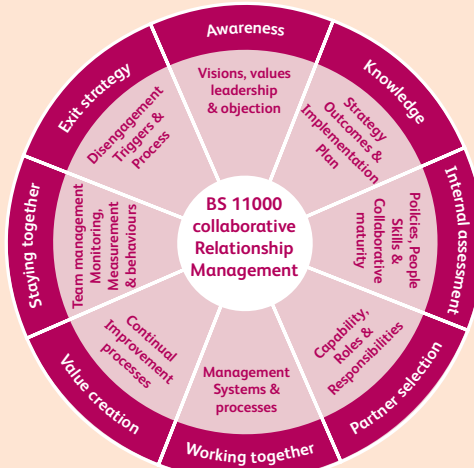 Awareness
Visions, values
leadership
& objection
Knowledge
Strategy
Outcomes &
Implementation
Plan
Internal assessment
Poilcies, People
Skills &
Collaborative
maturity
Partner selection
Capability,
Roles &
Responsibilities
Working together
Management
Systems &
processes
Value creation
Continual
Improvement
processes
Staying together
Team management
Monitoring,
Measurement
& behaviours
Exit strategy
Disengagement
Triggers &
Process
BS 11000
collaborative
Relationship
Management